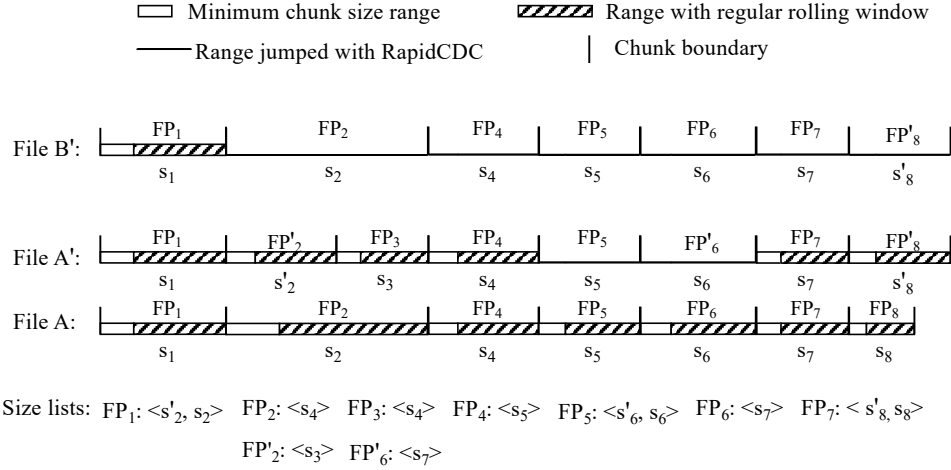 Minimum chunk size range Range with regular rolling window
Range jumped with RapidCDC Chunk boundary
File B': FP₁ FP₂ FP₄ FP₅ FP₆ FP₇ FP'₈
s₁ s₂ s₄ s₅ s₆ s₇ s'₈
File A': FP₁ FP'₂ FP₃ FP₄ FP₅ FP'₆ FP₇ FP'₈
s₁ s'₂ s₃ s₄ s₅ s₆ s₇ s'₈
File A: FP₁ FP₂ FP₄ FP₅ FP₆ FP₇ FP₈
s₁ s₂ s₄ s₅ s₆ s₇ s₈
Size lists: FP₁: <s'₂, s₂> FP₂: <s₄> FP₃: <s₄> FP₄: <s₅> FP₅: <s'₆, s₆> FP₆: <s₇> FP₇: < s'₈, s₈>
FP'₂: <s₃> FP'₆: <s₇>